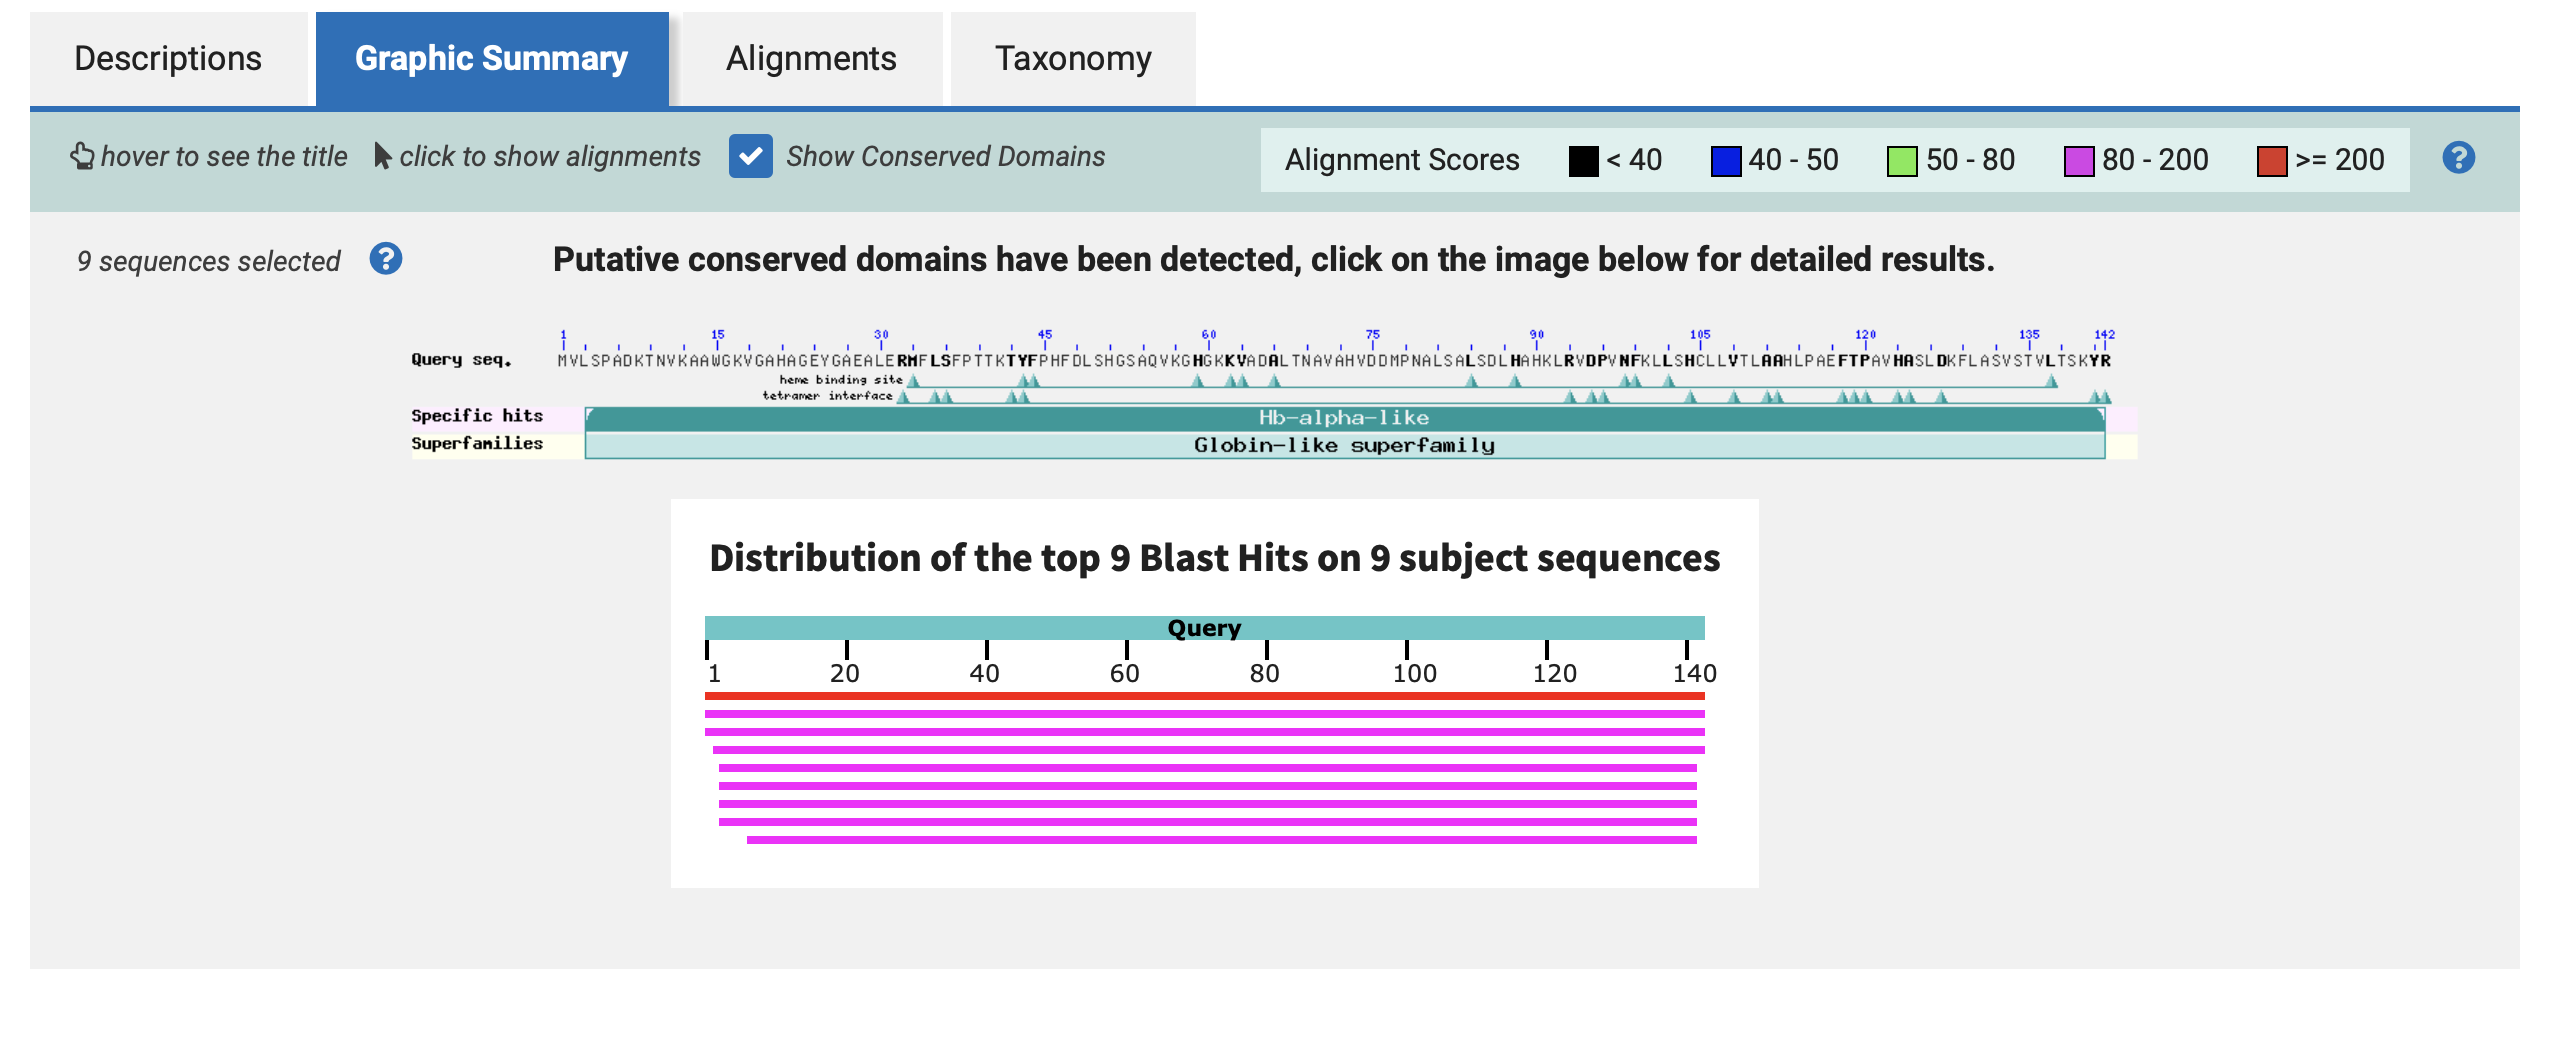 Descriptions Graphic Summary Alignments Taxonomy
hover to see the title click to show alignments Show Conserved Domains Alignment Scores < 40 40 - 50 50 - 80 80 - 200 >= 200 ?
9 sequences selected ? Putative conserved domains have been detected, click on the image below for detailed results.
1 15 30 45 60 75 90 105 120 135 142
Query seq. MVLSPADKTNVKAAWGKVGAHAGEYGAEALERMFLSFPTTKTYFPHFDLSHGSAQVKGHGKKVADALTNAVAHVDDMPNALSALSDLHAHKLRVDPVNFKLLSHCLLVTLAAHLPAEFTPAVHASLDKFLASVSTVLTSKYR
heme binding site
tetramer interface
Specific hits Hb-alpha-like
Superfamilies Globin-like superfamily
Distribution of the top 9 Blast Hits on 9 subject sequences
Query
1 20 40 60 80 100 120 140